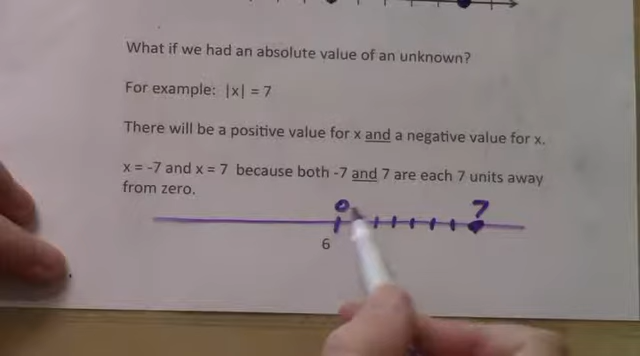 What if we had an absolute value of an unknown?
For example: |x| = 7
There will be a positive value for x and a negative value for x.
x = -7 and x = 7 because both -7 and 7 are each 7 units away
from zero.
0 7
6